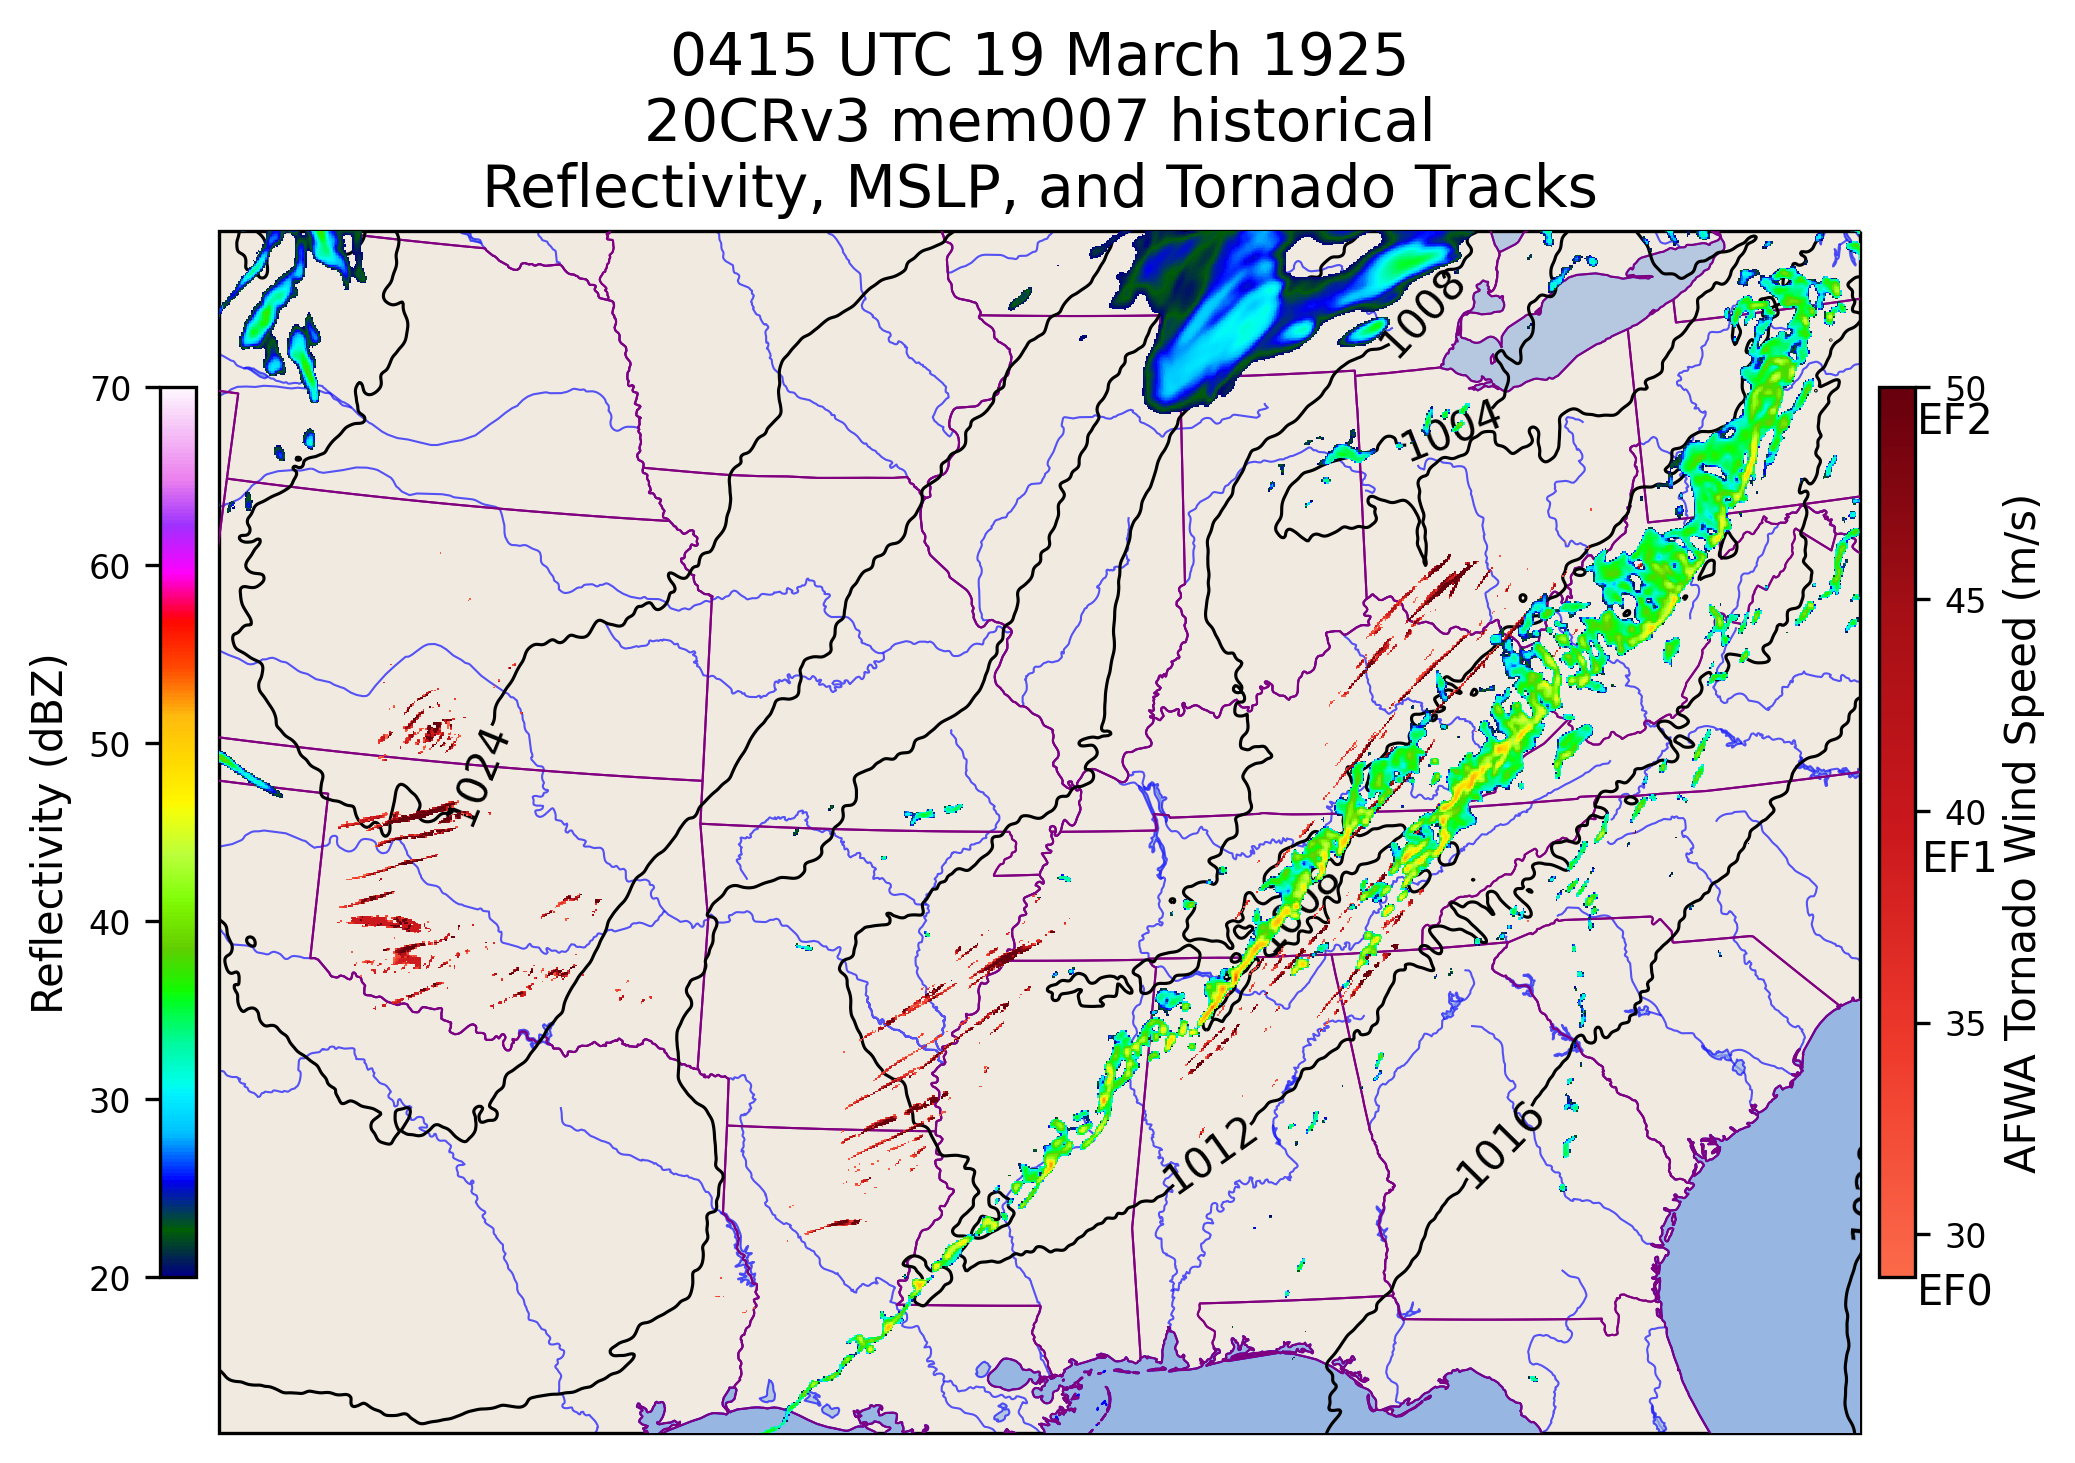 0415 UTC 19 March 1925
20CRv3 mem007 historical
Reflectivity, MSLP, and Tornado Tracks
70
60
50
40
30
20
Reflectivity (dBZ)
1008
1004
1024
1008
1012
1016
50
EF2
45
40
EF1
35
30
EF0
AFWA Tornado Wind Speed (m/s)